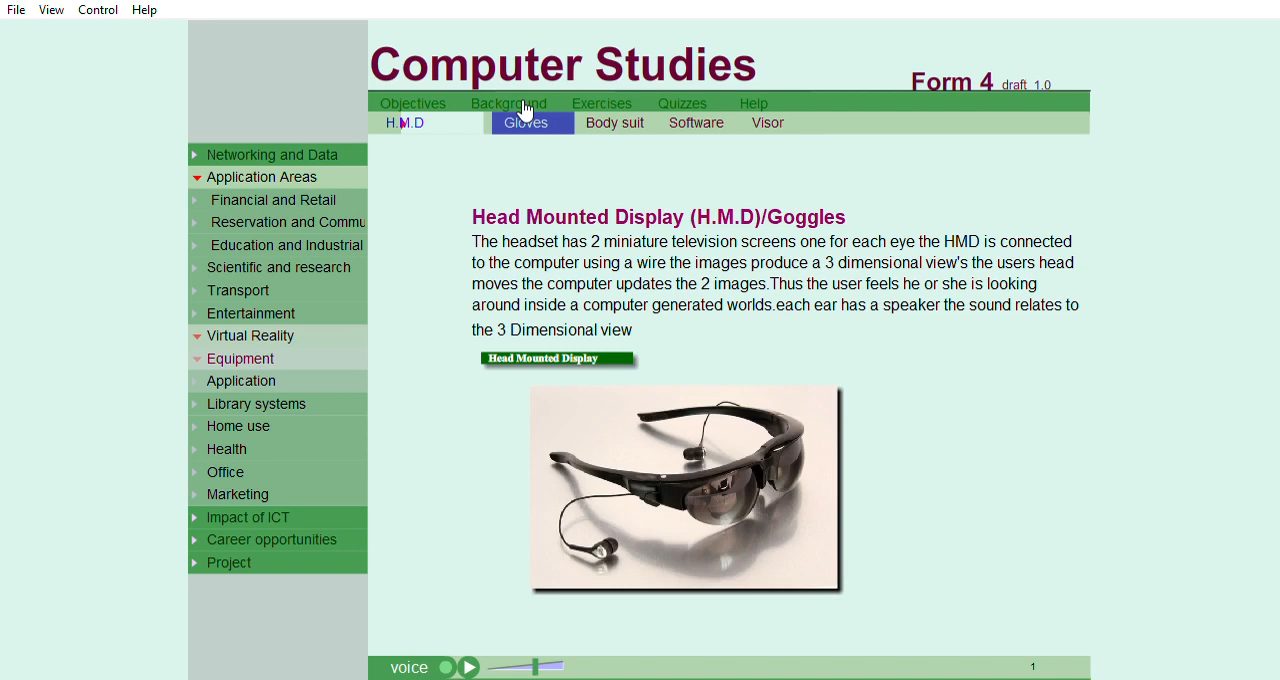 File View Control Help
Computer Studies
Form 4 draft 1.0
Objectives Background Exercises Quizzes Help
H.M.D Gloves Body suit Software Visor
Networking and Data
Application Areas
Financial and Retail
Reservation and Commu
Education and Industrial
Scientific and research
Transport
Entertainment
Virtual Reality
Equipment
Application
Library systems
Home use
Health
Office
Marketing
Impact of ICT
Career opportunities
Project
Head Mounted Display (H.M.D)/Goggles
The headset has 2 miniature television screens one for each eye the HMD is connected
to the computer using a wire the images produce a 3 dimensional view's the users head
moves the computer updates the 2 images.Thus the user feels he or she is looking
around inside a computer generated worlds.each ear has a speaker the sound relates to
the 3 Dimensional view
Head Mounted Display
voice 1